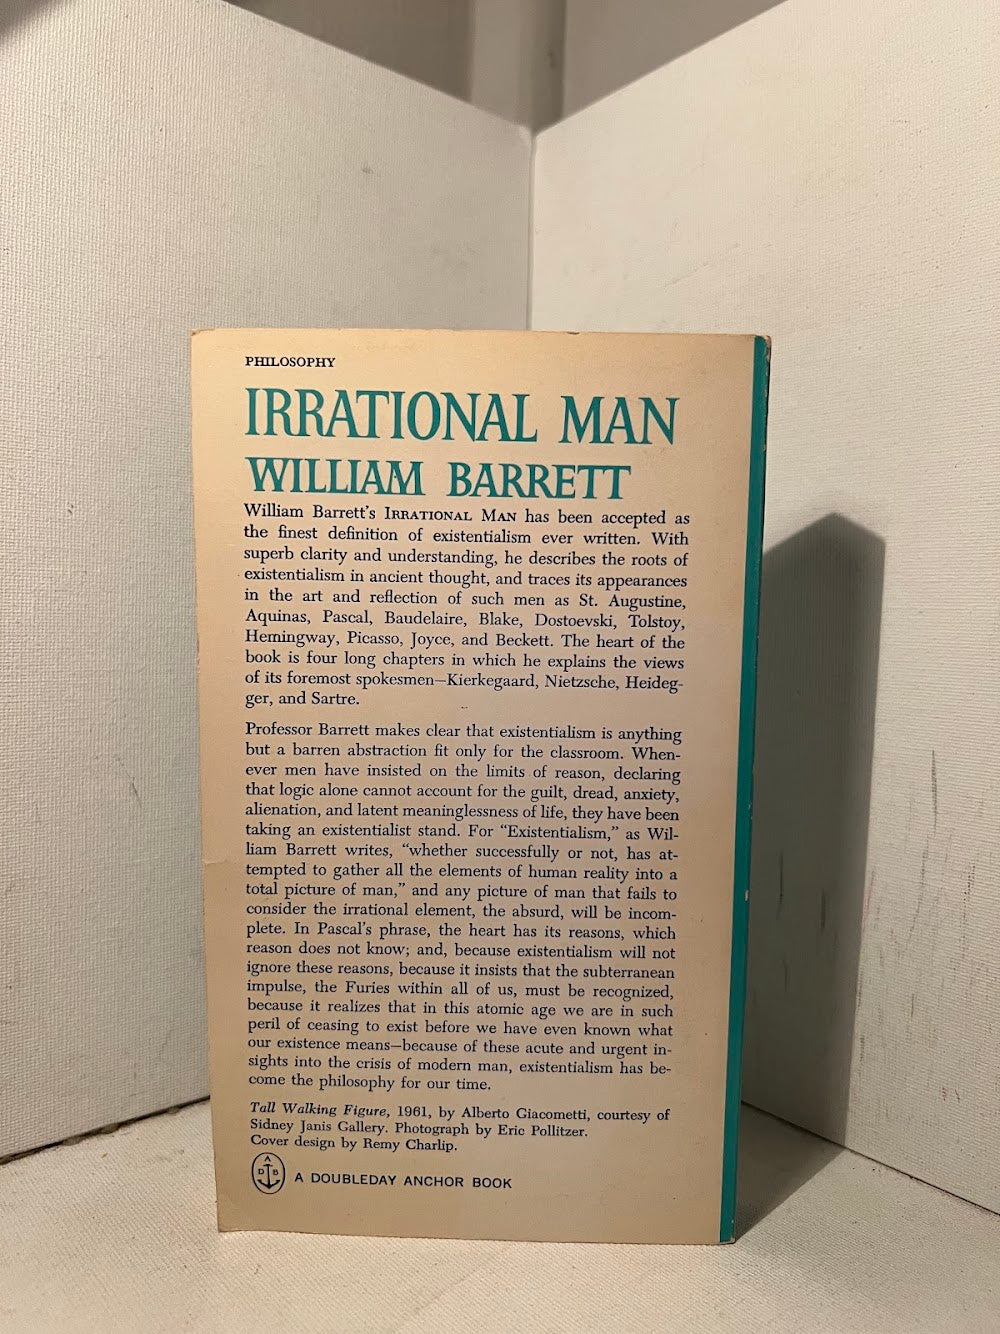 PHILOSOPHY
IRRATIONAL MAN
WILLIAM BARRETT
William Barrett's IRRATIONAL MAN has been accepted as
the finest definition of existentialism ever written. With
superb clarity and understanding, he describes the roots of
existentialism in ancient thought, and traces its appearances
in the art and reflection of such men as St. Augustine,
Aquinas, Pascal, Baudelaire, Blake, Dostoevski, Tolstoy,
Hemingway, Picasso, Joyce, and Beckett. The heart of the
book is four long chapters in which he explains the views
of its foremost spokesmen—Kierkegaard, Nietzsche, Heideg-
ger, and Sartre.
Professor Barrett makes clear that existentialism is anything
but a barren abstraction fit only for the classroom. When-
ever men have insisted on the limits of reason, declaring
that logic alone cannot account for the guilt, dread, anxiety,
alienation, and latent meaninglessness of life, they have been
taking an existentialist stand. For "Existentialism," as Wil-
liam Barrett writes, "whether successfully or not, has at-
tempted to gather all the elements of human reality into a
total picture of man," and any picture of man that fails to
consider the irrational element, the absurd, will be incom-
plete. In Pascal's phrase, the heart has its reasons, which
reason does not know; and, because existentialism will not
ignore these reasons, because it insists that the subterranean
impulse, the Furies within all of us, must be recognized,
because it realizes that in this atomic age we are in such
peril of ceasing to exist before we have even known what
our existence means—because of these acute and urgent in-
sights into the crisis of modern man, existentialism has be-
come the philosophy for our time.
Tall Walking Figure, 1961, by Alberto Giacometti, courtesy of
Sidney Janis Gallery. Photograph by Eric Pollitzer.
Cover design by Remy Charlip.
A
D B
A DOUBLEDAY ANCHOR BOOK